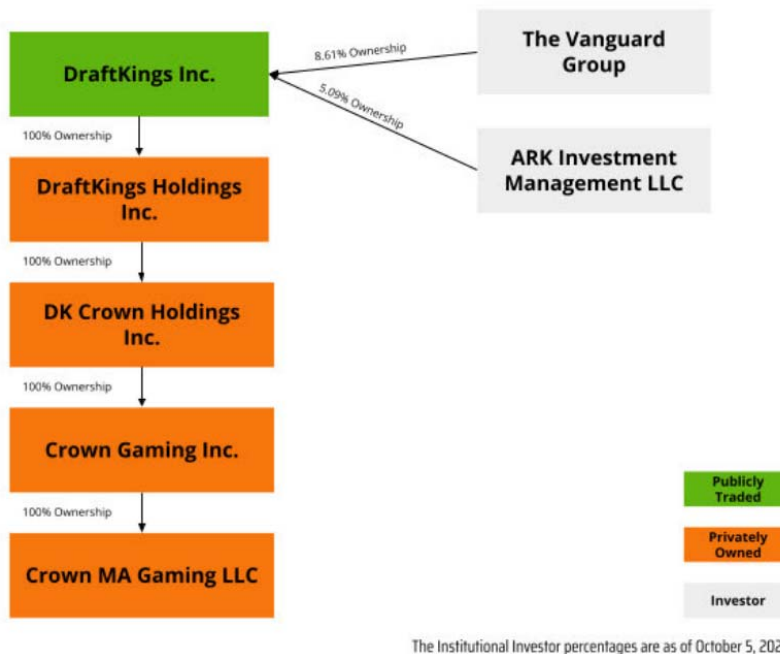 DraftKings Inc.
8.61% Ownership
The Vanguard
Group
5.09% Ownership
ARK Investment
Management LLC
100% Ownership
DraftKings Holdings
Inc.
100% Ownership
DK Crown Holdings
Inc.
100% Ownership
Crown Gaming Inc.
100% Ownership
Crown MA Gaming LLC
Publicly
Traded
Privately
Owned
Investor
The Institutional Investor percentages are as of October 5,